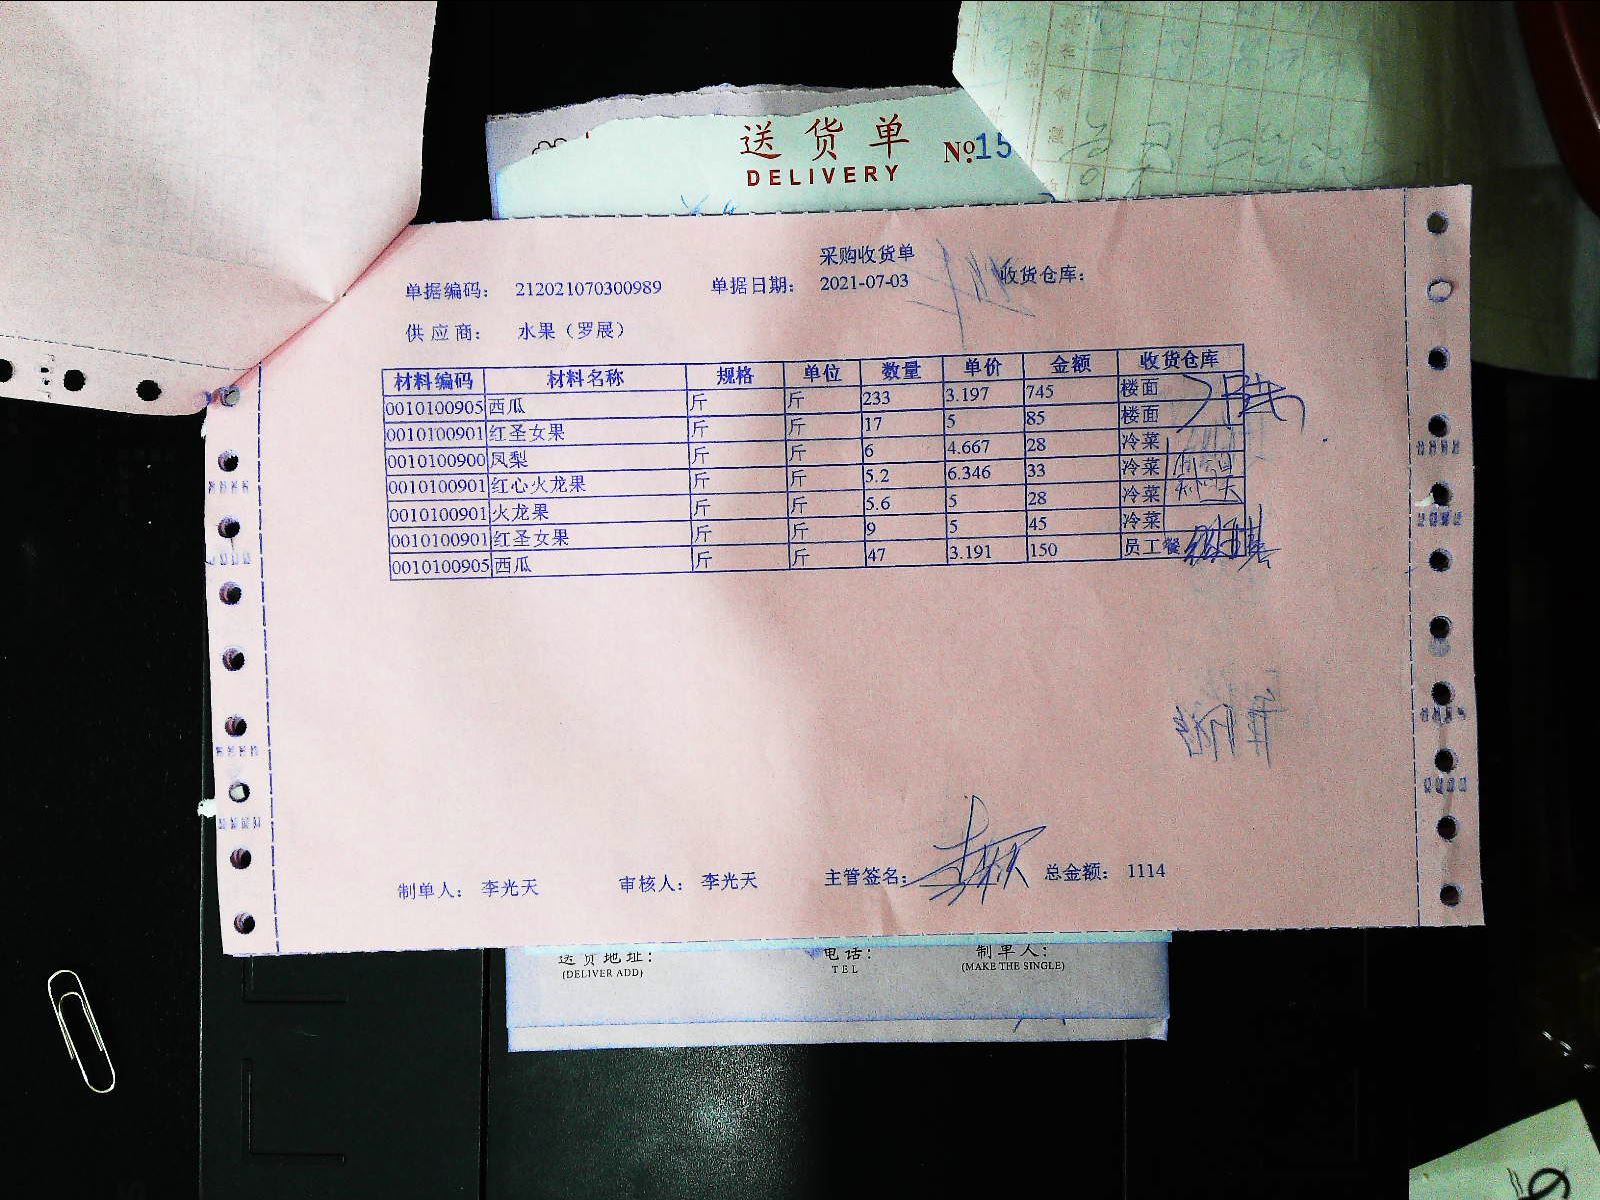 送货单
DELIVERY
№15
采购收货单
单据编码： 212021070300989 单据日期： 2021-07-03 收货仓库：
供应商： 水果（罗展）
材料编码 材料名称 规格 单位 数量 单价 金额 收货仓库
0010100905 西瓜 斤 斤 233 3.197 745 楼面
0010100901 红圣女果 斤 斤 17 5 85 楼面
0010100900 凤梨 斤 斤 6 4.667 28 冷菜
0010100901 红心火龙果 斤 斤 5.2 6.346 33 冷菜
0010100901 火龙果 斤 斤 5.6 5 28 冷菜
0010100901 红圣女果 斤 斤 9 5 45 冷菜
0010100905 西瓜 斤 斤 47 3.191 150 员工餐
制单人： 李光天 审核人： 李光天 主管签名： 总金额： 1114
送货地址： 电话： 制单人：
(DELIVER ADD) TEL (MAKE THE SINGLE)